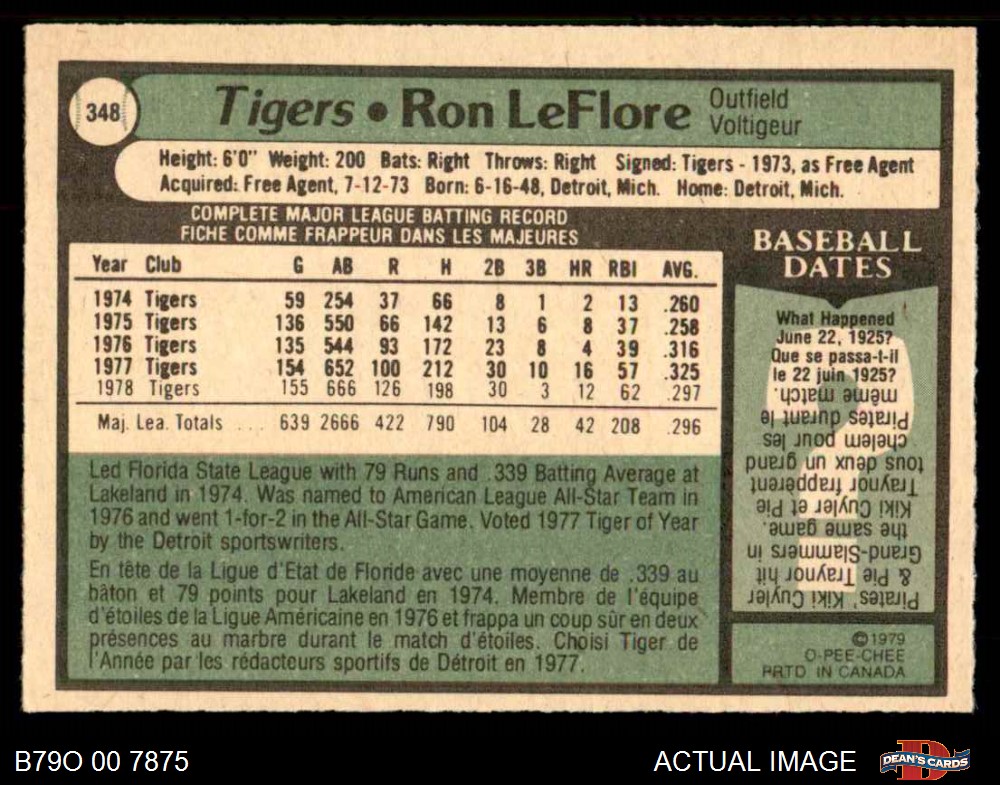 348
Tigers • Ron LeFlore
Outfield
Voltigeur
Height: 6'0" Weight: 200 Bats: Right Throws: Right Signed: Tigers - 1973, as Free Agent
Acquired: Free Agent, 7-12-73 Born: 6-16-48, Detroit, Mich. Home: Detroit, Mich.
COMPLETE MAJOR LEAGUE BATTING RECORD
FICHE COMME FRAPPEUR DANS LES MAJEURES
Year Club G AB R H 2B 3B HR RBI AVG.
1974 Tigers 59 254 37 66 8 1 2 13 .260
1975 Tigers 136 550 66 142 13 6 8 37 .258
1976 Tigers 135 544 93 172 23 8 4 39 .316
1977 Tigers 154 652 100 212 30 10 16 57 .325
1978 Tigers 155 666 126 198 30 3 12 62 .297
Maj. Lea. Totals ... 639 2666 422 790 104 28 42 208 .296
Led Florida State League with 79 Runs and .339 Batting Average at
Lakeland in 1974. Was named to American League All-Star Team in
1976 and went 1-for-2 in the All-Star Game. Voted 1977 Tiger of Year
by the Detroit sportswriters.
En tête de la Ligue d'Etat de Floride avec une moyenne de .339 au
bâton et 79 points pour Lakeland en 1974. Membre de l'équipe
d'étoiles de la Ligue Américaine en 1976 et frappa un coup sûr en deux
présences au marbre durant le match d'étoiles. Choisi Tiger de
l'Année par les rédacteurs sportifs de Détroit en 1977.
BASEBALL
DATES
What Happened
June 22, 1925?
Que se passa-t-il
le 22 juin 1925?
Pirates' Kiki Cuyler
& Pie Traynor hit
Grand-Slammers in
the same game.
Kiki Cuyler et Pie
Traynor frappèrent
tous deux un grand
chelem pour les
Pirates durant le
même match.
©1979
O-PEE-CHEE
PRTD IN CANADA
B79O 00 7875
ACTUAL IMAGE
D
DEAN'S CARDS